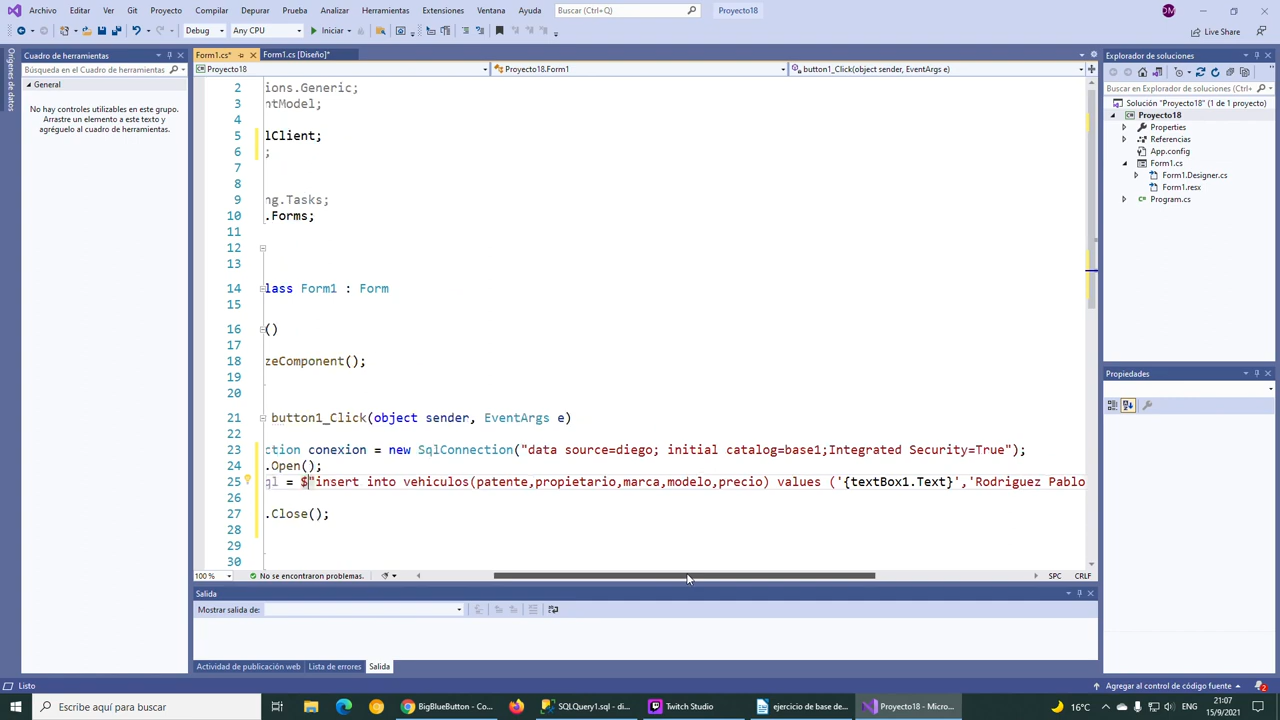 Archivo Editar Ver Git Proyecto Compilar Depurar Prueba Analizar Herramientas Extensiones Ventana Ayuda Buscar (Ctrl+Q) Proyecto18 DM
Debug Any CPU Iniciar Live Share
Orígenes de datos
Cuadro de herramientas
Búsqueda en el Cuadro de herramientas
General
No hay controles utilizables en este grupo.
Arrastre un elemento a este texto y
agréguelo al cuadro de herramientas.
Form1.cs* Form1.cs [Diseño]*
Proyecto18 Proyecto18.Form1 button1_Click(object sender, EventArgs e)
2 ions.Generic;
3 ntModel;
4
5 lClient;
6 ;
7
8
9 ng.Tasks;
10 .Forms;
11
12
13
14 lass Form1 : Form
15
16 ()
17
18 zeComponent();
19
20
21 button1_Click(object sender, EventArgs e)
22
23 ction conexion = new SqlConnection("data source=diego; initial catalog=base1;Integrated Security=True");
24 .Open();
25 ql = $"insert into vehiculos(patente,propietario,marca,modelo,precio) values ('{textBox1.Text}','Rodriguez Pablo
26
27 .Close();
28
29
30
100 % No se encontraron problemas. SPC CRLF
Salida
Mostrar salida de:
Actividad de publicación web Lista de errores Salida
Explorador de soluciones
Buscar en Explorador de soluciones (Ctrl+
Solución "Proyecto18" (1 de 1 proyecto)
Proyecto18
Properties
Referencias
App.config
Form1.cs
Form1.Designer.cs
Form1.resx
Program.cs
Propiedades
Listo Agregar al control de código fuente 2
Escribe aquí para buscar BigBlueButton - Co... SQLQuery1.sql - di... Twitch Studio ejercicio de base de... Proyecto18 - Micro... 16°C 21:07
15/9/2021 2